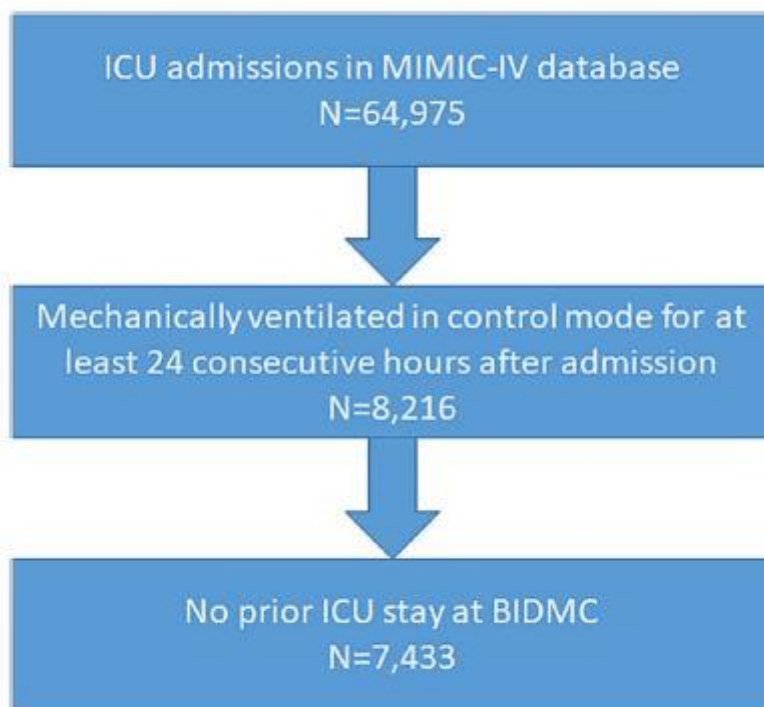 ICU admissions in MIMIC-IV database
N=64,975
Mechanically ventilated in control mode for at
least 24 consecutive hours after admission
N=8,216
No prior ICU stay at BIDMC
N=7,433